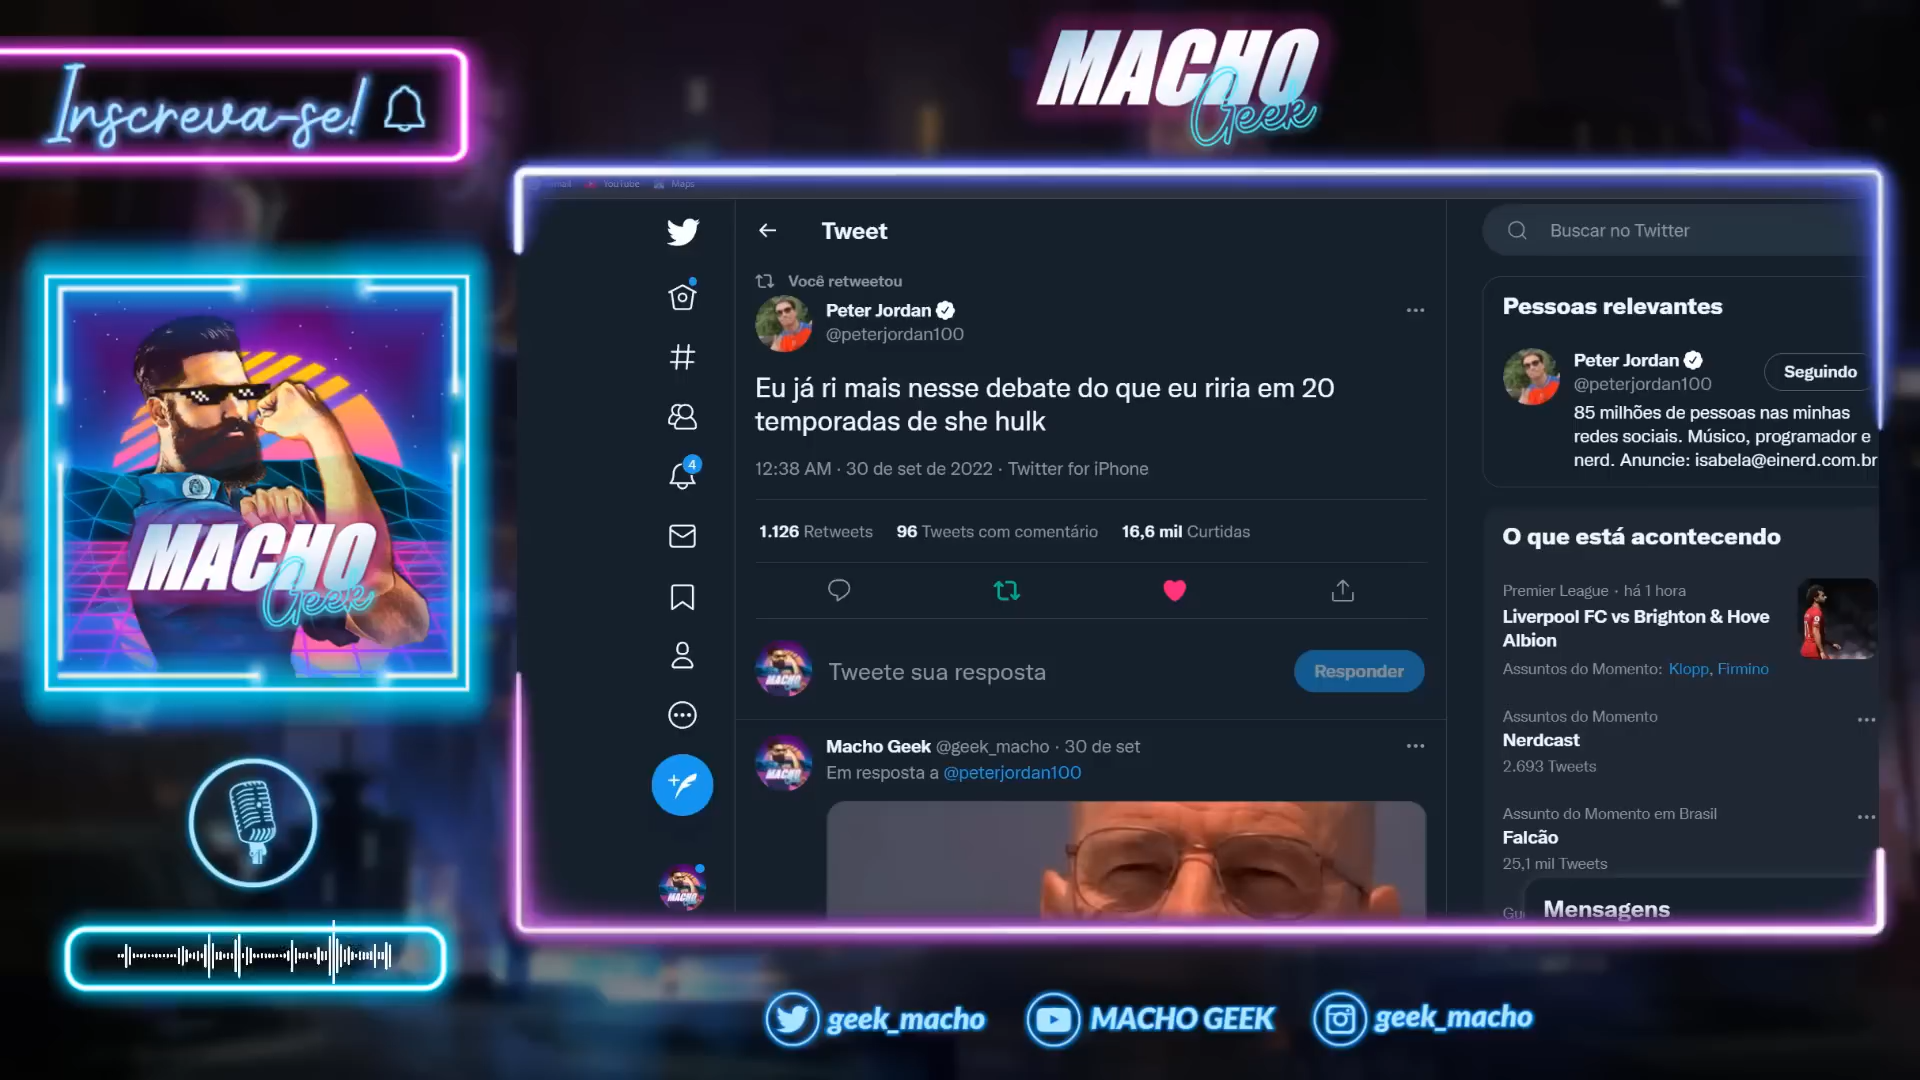 Inscreva-se!
MACHO
Geek
MACHO
Geek
YouTube
Maps
Tweet
Você retweetou
Peter Jordan
@peterjordan100
Eu já ri mais nesse debate do que eu riria em 20
temporadas de she hulk
12:38 AM · 30 de set de 2022 · Twitter for iPhone
1.126 Retweets 96 Tweets com comentário 16,6 mil Curtidas
4
Tweete sua resposta
Responder
Macho Geek @geek_macho · 30 de set
Em resposta a @peterjordan100
Buscar no Twitter
Pessoas relevantes
Peter Jordan
@peterjordan100
Seguindo
85 milhões de pessoas nas minhas
redes sociais. Músico, programador e
nerd. Anuncie: isabela@einerd.com.br
O que está acontecendo
Premier League · há 1 hora
Liverpool FC vs Brighton & Hove
Albion
Assuntos do Momento: Klopp, Firmino
Assuntos do Momento
Nerdcast
2.693 Tweets
Assunto do Momento em Brasil
Falcão
25,1 mil Tweets
Mensagens
geek_macho
MACHO GEEK
geek_macho